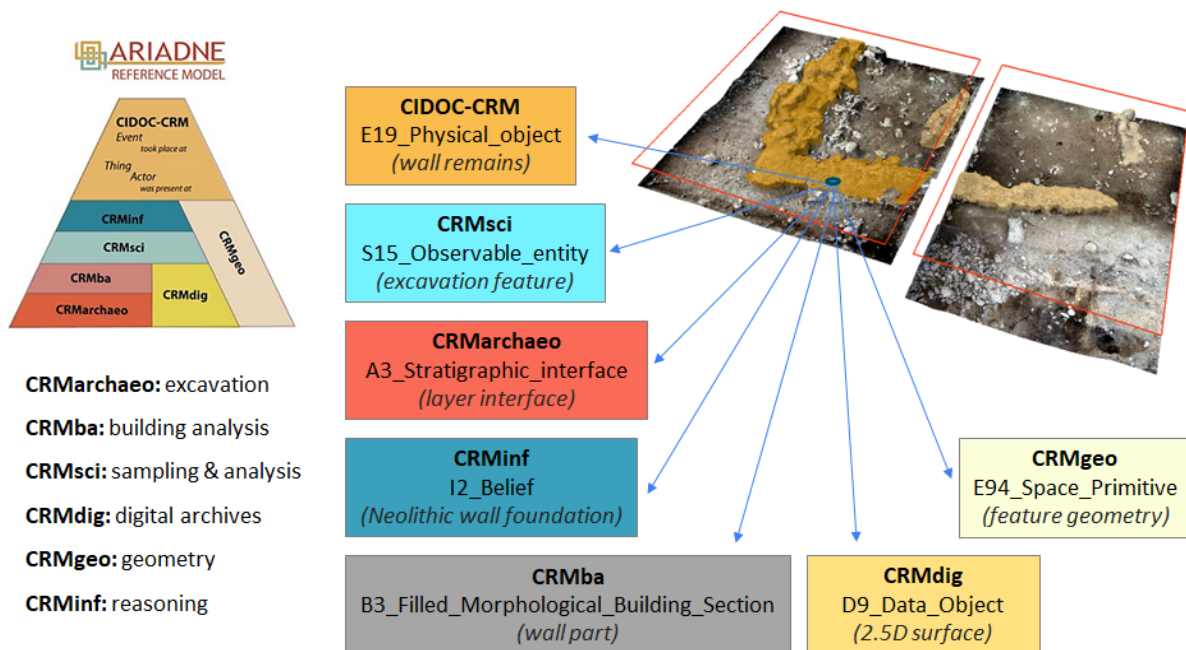 ARIADNE
REFERENCE MODEL
CIDOC-CRM
Event
took place at
Thing
Actor
was present at
CRMinf
CRMsci
CRMba
CRMarchaeo
CRMdig
CRMgeo
CRMarchaeo: excavation
CRMba: building analysis
CRMsci: sampling & analysis
CRMdig: digital archives
CRMgeo: geometry
CRMinf: reasoning
CIDOC-CRM
E19_Physical_object
(wall remains)
CRMsci
S15_Observable_entity
(excavation feature)
CRMarchaeo
A3_Stratigraphic_interface
(layer interface)
CRMinf
I2_Belief
(Neolithic wall foundation)
CRMba
B3_Filled_Morphological_Building_Section
(wall part)
CRMdig
D9_Data_Object
(2.5D surface)
CRMgeo
E94_Space_Primitive
(feature geometry)